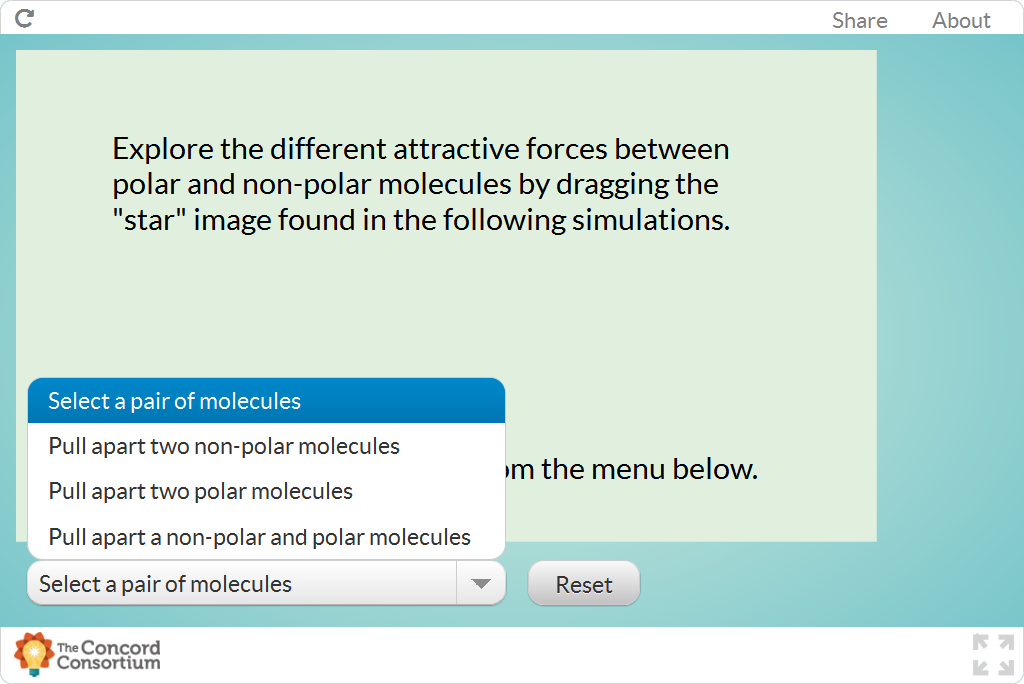 Share About
Explore the different attractive forces between
polar and non-polar molecules by dragging the
"star" image found in the following simulations.
Select a pair of molecules
Pull apart two non-polar molecules
om the menu below.
Pull apart two polar molecules
Pull apart a non-polar and polar molecules
Select a pair of molecules
Reset
The Concord
Consortium